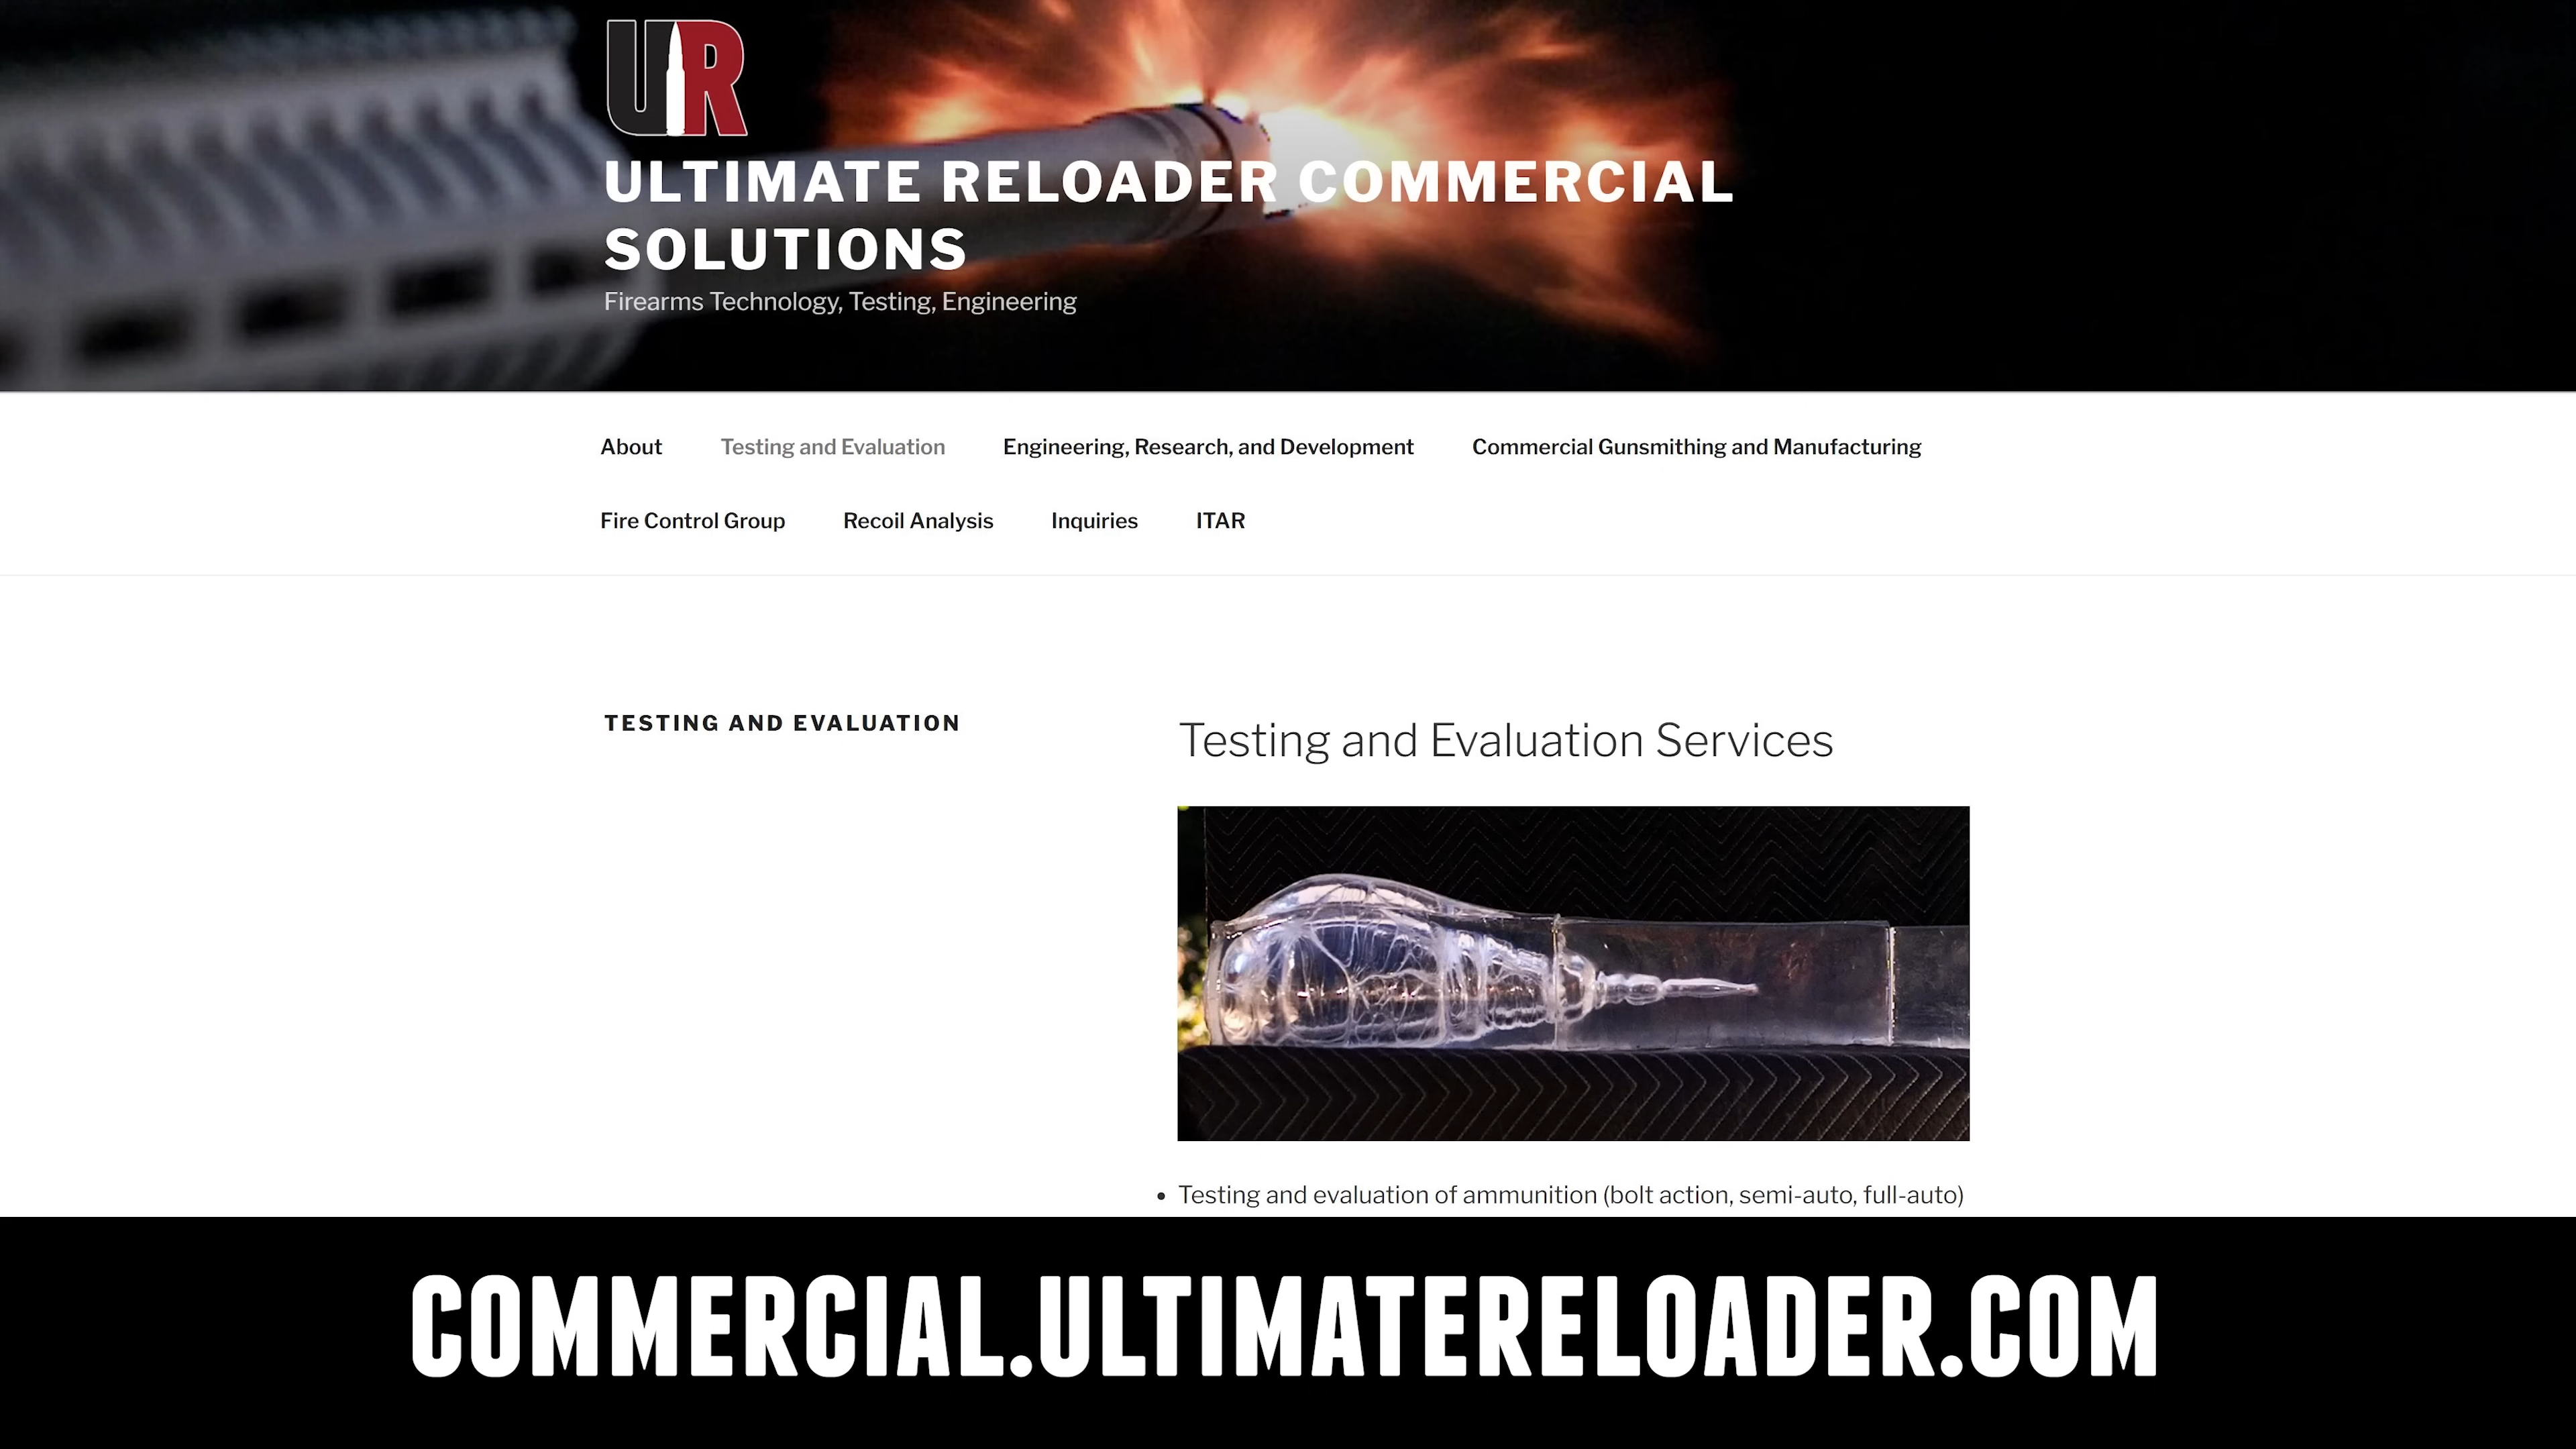 UR
ULTIMATE RELOADER COMMERCIAL
SOLUTIONS
Firearms Technology, Testing, Engineering
About Testing and Evaluation Engineering, Research, and Development Commercial Gunsmithing and Manufacturing
Fire Control Group Recoil Analysis Inquiries ITAR
TESTING AND EVALUATION
Testing and Evaluation Services
• Testing and evaluation of ammunition (bolt action, semi-auto, full-auto)
COMMERCIAL.ULTIMATERELOADER.COM